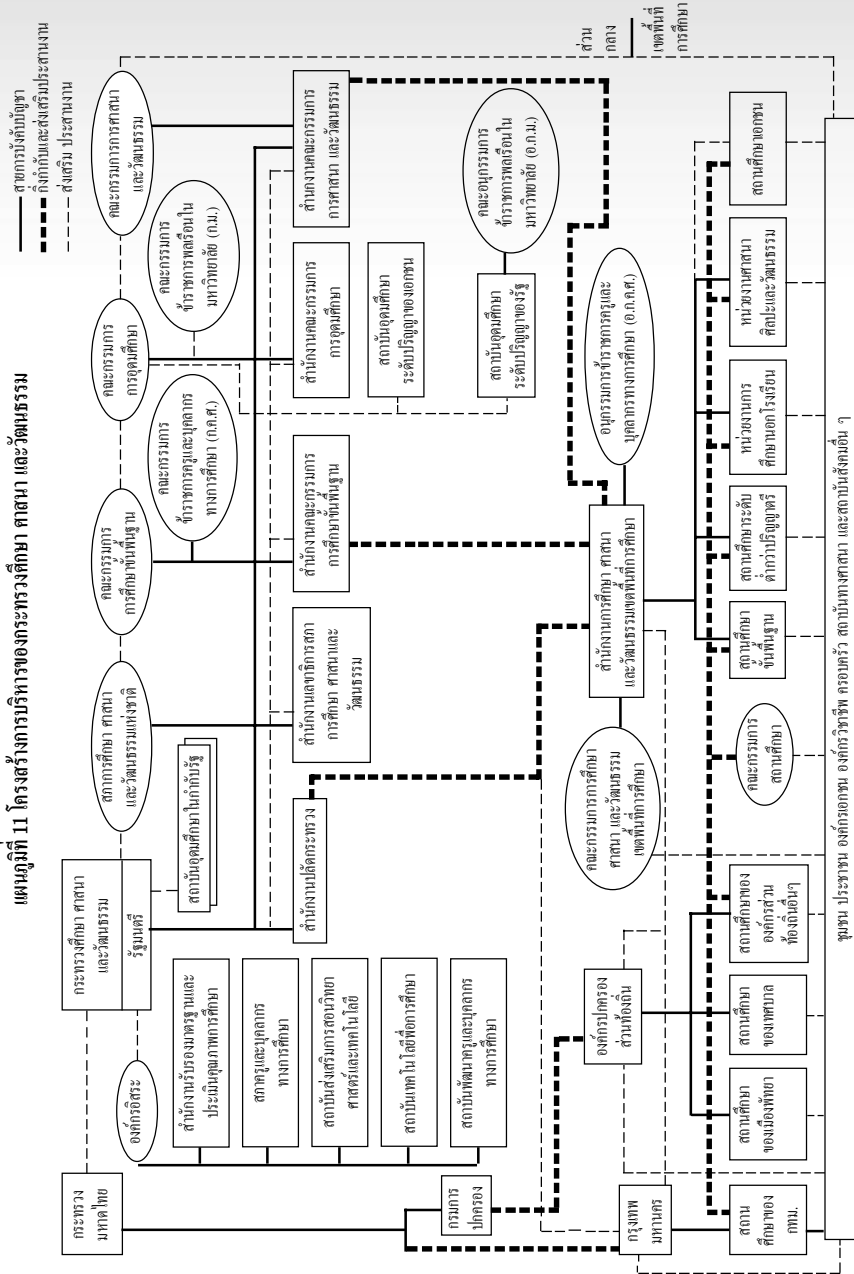 แผนภูมิที่ 11 โครงสร้างการบริหารของกระทรวงศึกษา ศาสนา และวัฒนธรรม
สายการบังคับบัญชา
กึ่งกำกับและส่งเสริมประสานงาน
ส่งเสริม ประสานงาน
กระทรวง
มหาดไทย
กระทรวงศึกษา ศาสนา
และวัฒนธรรม
รัฐมนตรี
สภาการศึกษา ศาสนา
และวัฒนธรรมแห่งชาติ
คณะกรรมการ
การศึกษาขั้นพื้นฐาน
คณะกรรมการ
การอุดมศึกษา
คณะกรรมการการศาสนา
และวัฒนธรรม
องค์กรอิสระ
สถาบันอุดมศึกษาในกำกับรัฐ
คณะกรรมการ
ข้าราชการครูและบุคลากร
ทางการศึกษา (ก.ค.ศ.)
คณะกรรมการ
ข้าราชการพลเรือนใน
มหาวิทยาลัย (ก.ม.)
สำนักงานรับรองมาตรฐานและ
ประเมินคุณภาพการศึกษา
สภาครูและบุคลากร
ทางการศึกษา
สถาบันส่งเสริมการสอนวิทยา
ศาสตร์และเทคโนโลยี
สถาบันเทคโนโลยีเพื่อการศึกษา
สถาบันพัฒนาครูและบุคลากร
ทางการศึกษา
สำนักงานปลัดกระทรวง
สำนักงานเลขาธิการสภา
การศึกษา ศาสนาและ
วัฒนธรรม
สำนักงานคณะกรรมการ
การศึกษาขั้นพื้นฐาน
สำนักงานคณะกรรมการ
การอุดมศึกษา
สำนักงานคณะกรรมการ
การศาสนา และวัฒนธรรม
สถาบันอุดมศึกษา
ระดับปริญญาของเอกชน
สถาบันอุดมศึกษา
ระดับปริญญาของรัฐ
คณะอนุกรรมการ
ข้าราชการพลเรือนใน
มหาวิทยาลัย (อ.ก.ม.)
ส่วน
กลาง
เขตพื้นที่
การศึกษา
กรมการ
ปกครอง
องค์กรปกครอง
ส่วนท้องถิ่น
คณะกรรมการการศึกษา
ศาสนา และวัฒนธรรม
เขตพื้นที่การศึกษา
สำนักงานการศึกษา ศาสนา
และวัฒนธรรมเขตพื้นที่การศึกษา
อนุกรรมการข้าราชการครูและ
บุคลากรทางการศึกษา (อ.ก.ค.ศ.)
กรุงเทพ
มหานคร
สถาน
ศึกษาของ
กทม.
สถานศึกษา
ของเมืองพัทยา
สถานศึกษา
ของเทศบาล
สถานศึกษาของ
องค์กรส่วน
ท้องถิ่นอื่นๆ
คณะกรรมการ
สถานศึกษา
สถานศึกษา
ขั้นพื้นฐาน
สถานศึกษาระดับ
ต่ำกว่าปริญญาตรี
หน่วยงานการ
ศึกษานอกโรงเรียน
หน่วยงานศาสนา
ศิลปะและวัฒนธรรม
สถานศึกษาเอกชน
ชุมชน ประชาชน องค์กรเอกชน องค์กรวิชาชีพ ครอบครัว สถาบันทางศาสนา และสถาบันสังคมอื่น ๆ